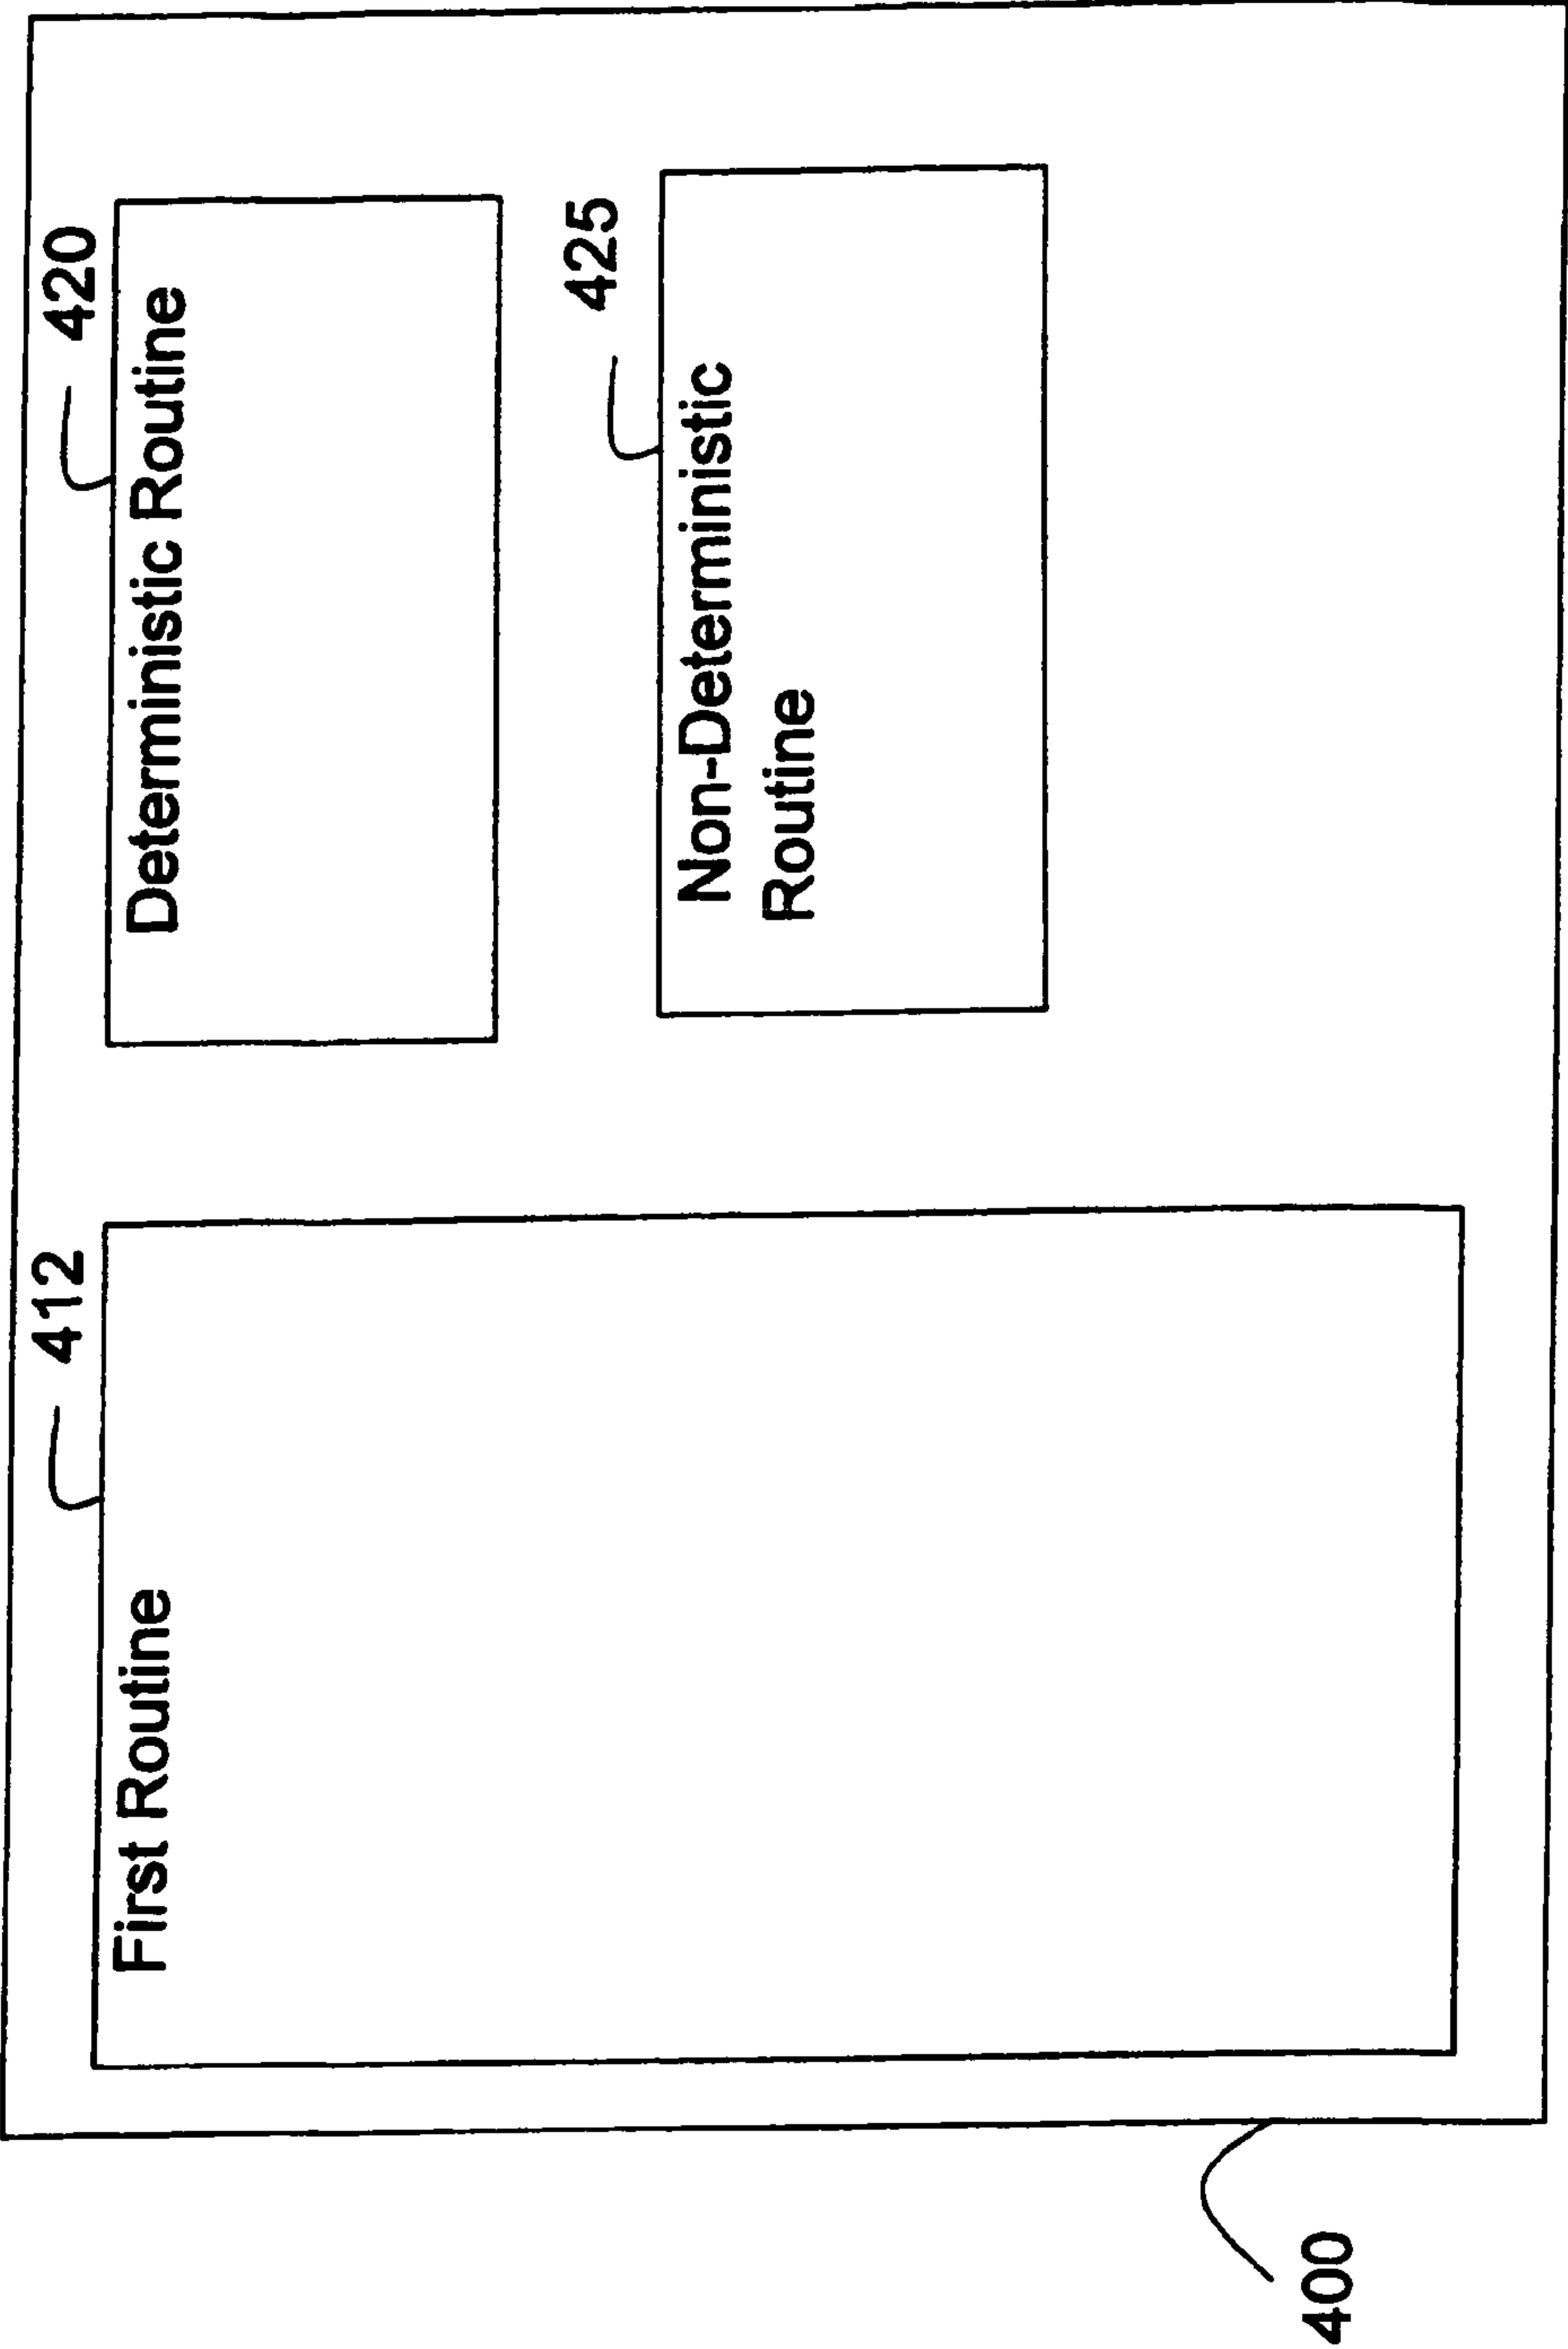 412
First Routine
420
Deterministic Routine
425
Non-Deterministic
Routine
400